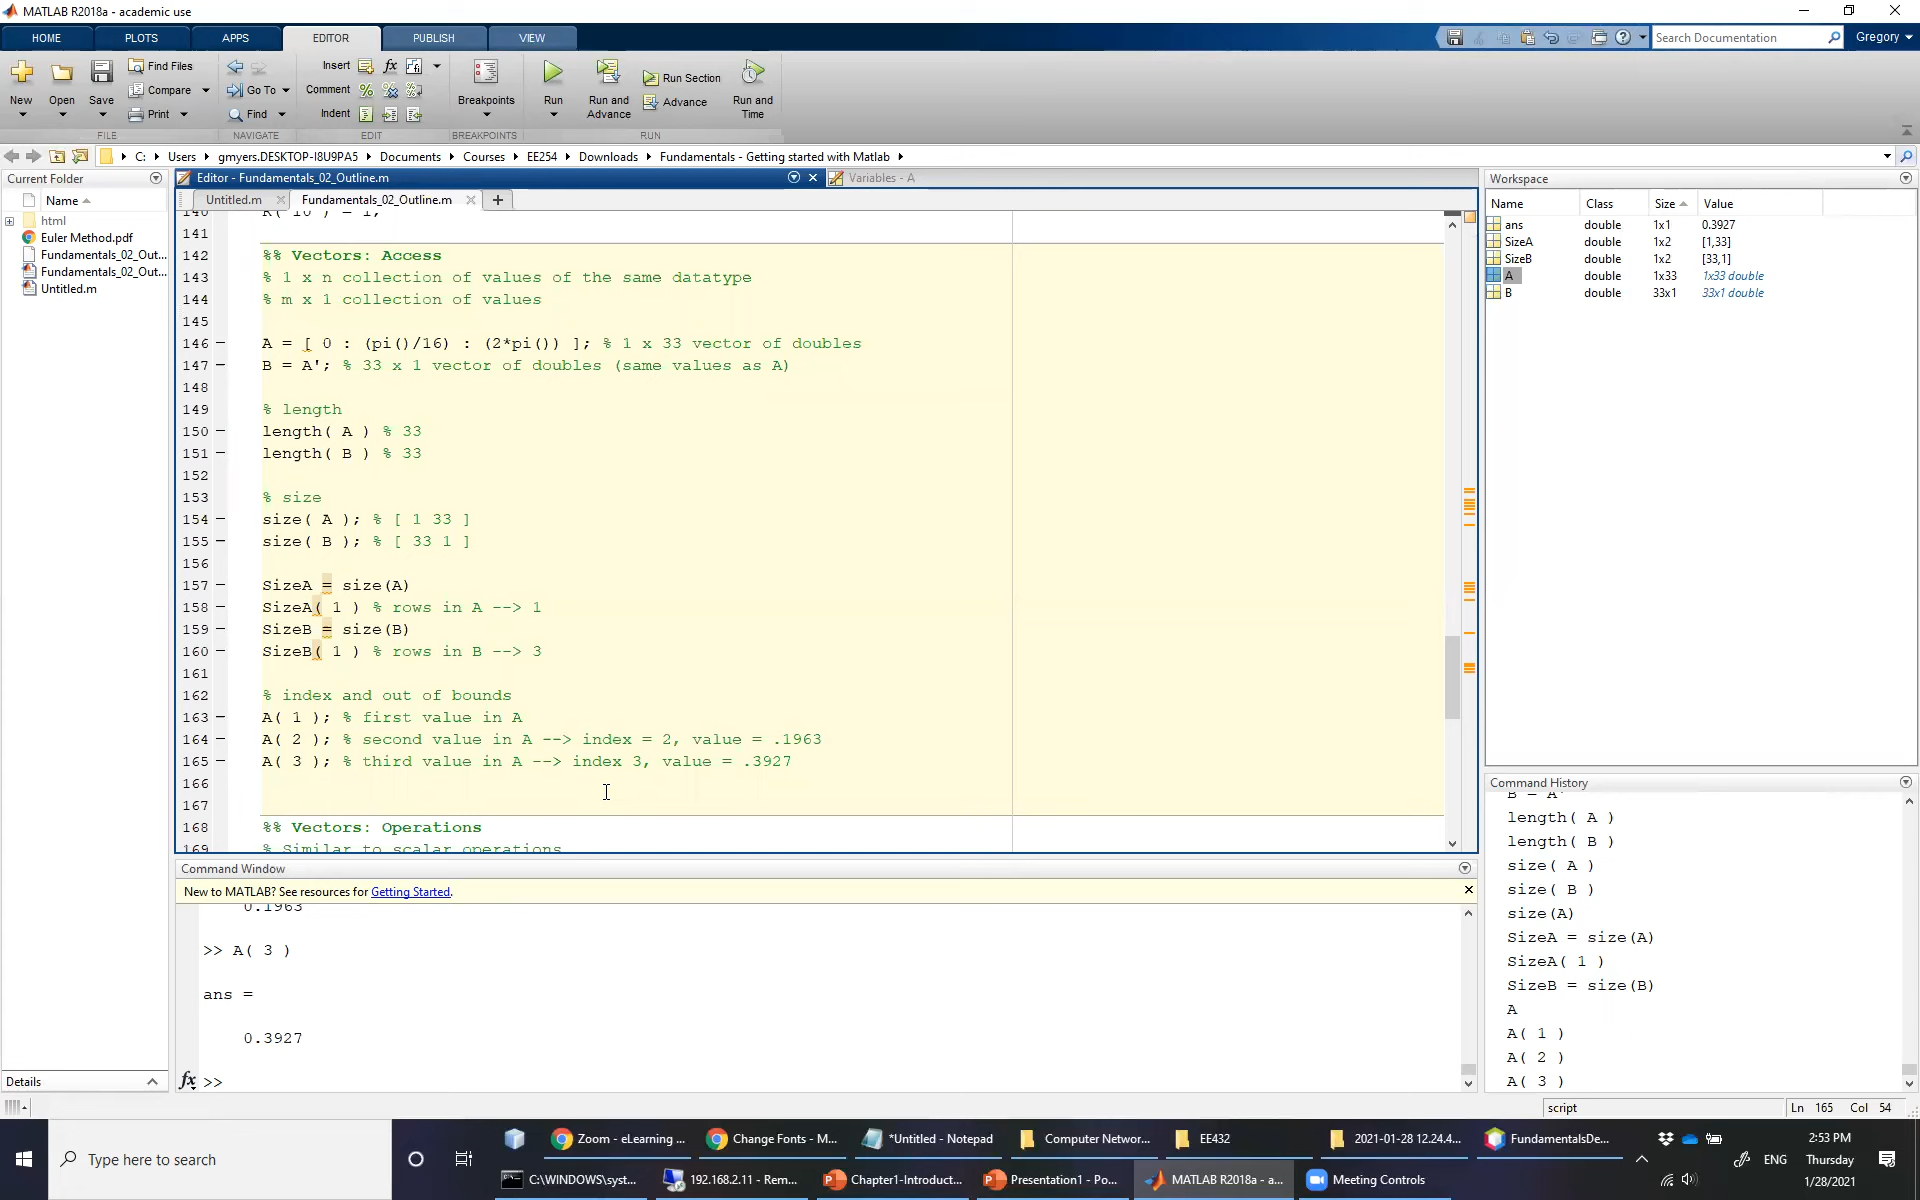 MATLAB R2018a - academic use
HOME PLOTS APPS EDITOR PUBLISH VIEW
Search Documentation
Gregory
New Open Save
Find Files
Compare
Print
Go To
Find
Insert fx
Comment
Indent
Breakpoints
Run
Run and Advance
Run Section
Advance
Run and Time
FILE NAVIGATE EDIT BREAKPOINTS RUN
C: Users gmyers.DESKTOP-I8U9PA5 Documents Courses EE254 Downloads Fundamentals - Getting started with Matlab
Current Folder
Name
html
Euler Method.pdf
Fundamentals_02_Out...
Fundamentals_02_Out...
Untitled.m
Details
Editor - Fundamentals_02_Outline.m
Variables - A
Untitled.m
Fundamentals_02_Outline.m
140 R( 10 ) = 1;
141
142 %% Vectors: Access
143 % 1 x n collection of values of the same datatype
144 % m x 1 collection of values
145
146 – A = [ 0 : (pi()/16) : (2*pi()) ]; % 1 x 33 vector of doubles
147 – B = A'; % 33 x 1 vector of doubles (same values as A)
148
149 % length
150 – length( A ) % 33
151 – length( B ) % 33
152
153 % size
154 – size( A ); % [ 1 33 ]
155 – size( B ); % [ 33 1 ]
156
157 – SizeA = size(A)
158 – SizeA( 1 ) % rows in A --> 1
159 – SizeB = size(B)
160 – SizeB( 1 ) % rows in B --> 3
161
162 % index and out of bounds
163 – A( 1 ); % first value in A
164 – A( 2 ); % second value in A --> index = 2, value = .1963
165 – A( 3 ); % third value in A --> index 3, value = .3927
166
167
168 %% Vectors: Operations
169 % Similar to scalar operations
Command Window
New to MATLAB? See resources for Getting Started.
0.1963
>> A( 3 )
ans =
0.3927
fx >>
Workspace
Name Class Size Value
ans double 1x1 0.3927
SizeA double 1x2 [1,33]
SizeB double 1x2 [33,1]
A double 1x33 1x33 double
B double 33x1 33x1 double
Command History
B = A'
length( A )
length( B )
size( A )
size( B )
size(A)
SizeA = size(A)
SizeA( 1 )
SizeB = size(B)
A
A( 1 )
A( 2 )
A( 3 )
script
Ln 165 Col 54
Type here to search
Zoom - eLearning ...
Change Fonts - M...
*Untitled - Notepad
Computer Networ...
EE432
2021-01-28 12.24.4...
FundamentalsDe...
C:\WINDOWS\syst...
192.168.2.11 - Rem...
Chapter1-Introduct...
Presentation1 - Po...
MATLAB R2018a - a...
Meeting Controls
ENG
2:53 PM
Thursday
1/28/2021